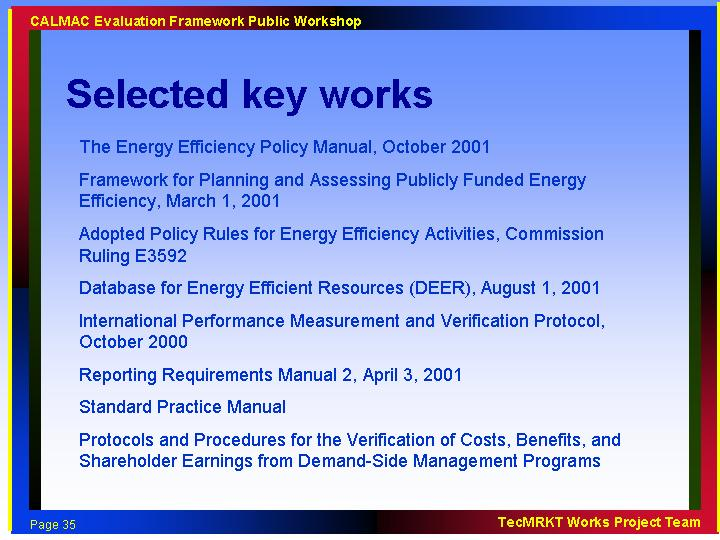 CALMAC Evaluation Framework Public Workshop
Selected key works
The Energy Efficiency Policy Manual, October 2001
Framework for Planning and Assessing Publicly Funded Energy
Efficiency, March 1, 2001
Adopted Policy Rules for Energy Efficiency Activities, Commission
Ruling E3592
Database for Energy Efficient Resources (DEER), August 1, 2001
International Performance Measurement and Verification Protocol,
October 2000
Reporting Requirements Manual 2, April 3, 2001
Standard Practice Manual
Protocols and Procedures for the Verification of Costs, Benefits, and
Shareholder Earnings from Demand-Side Management Programs
Page 35
TecMRKT Works Project Team